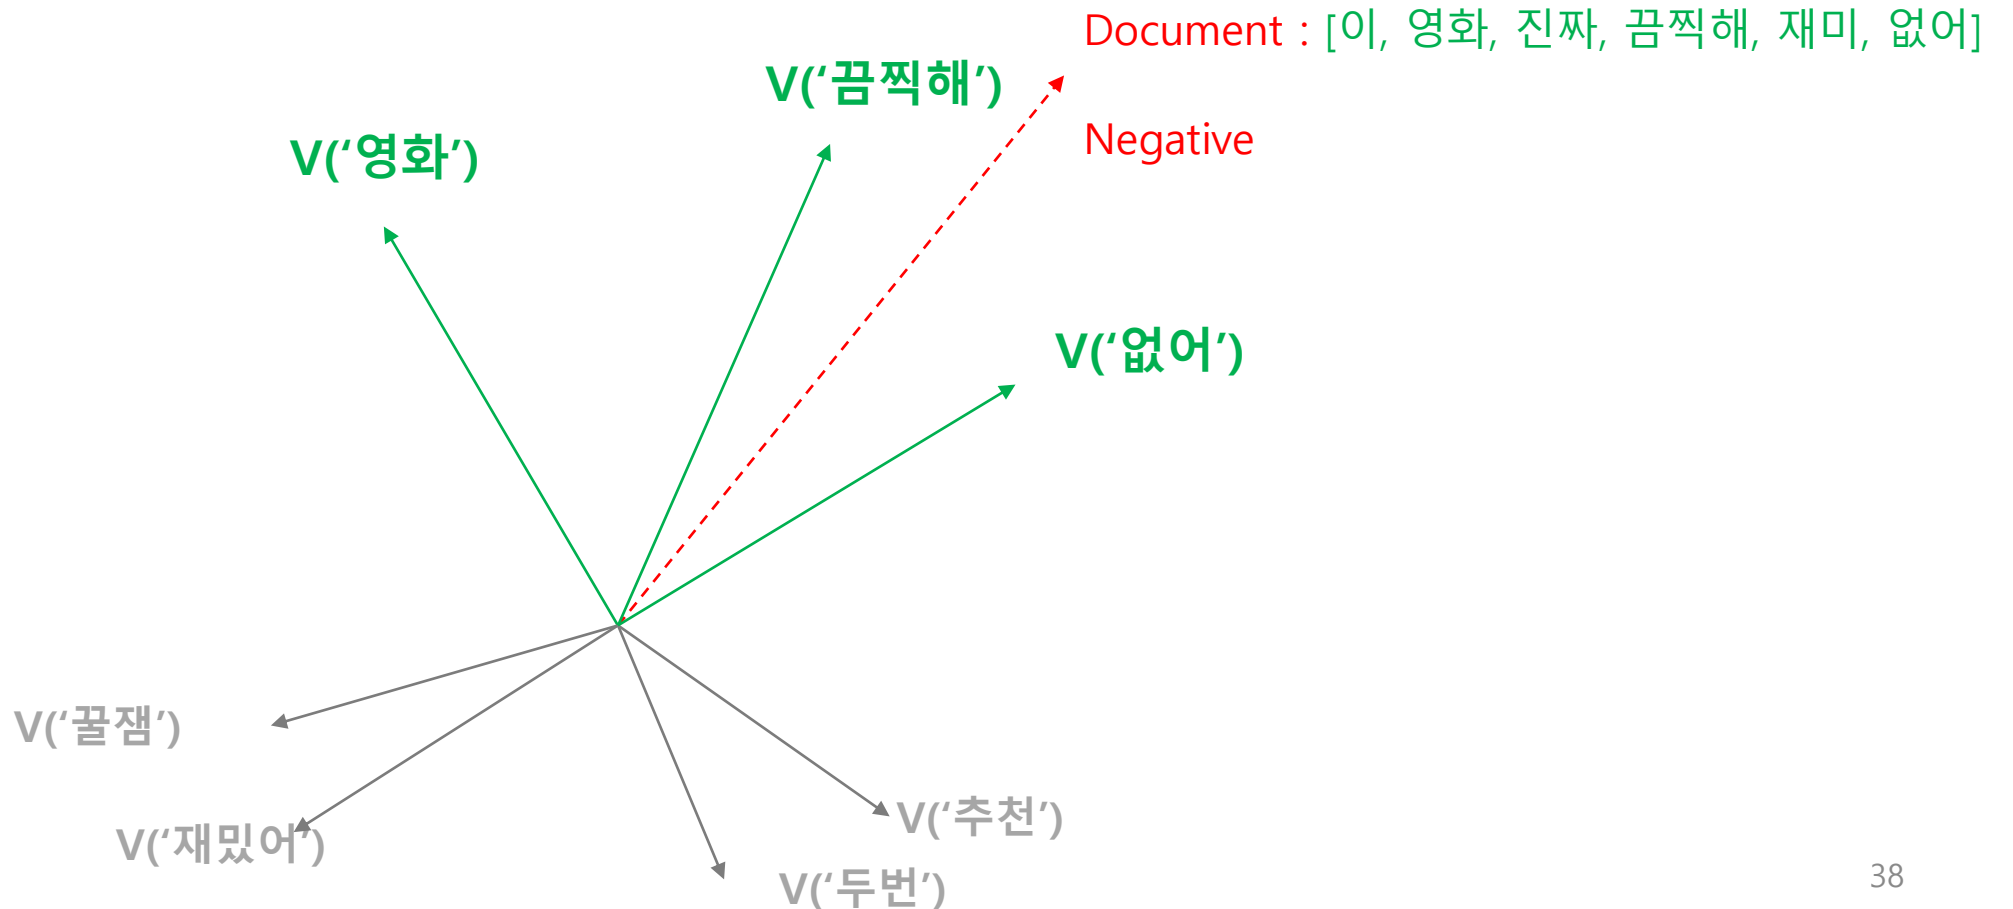 Document : [이, 영화, 진짜, 끔찍해, 재미, 없어]
V(‘끔찍해’)
Negative
V(‘영화’)
V(‘없어’)
V(‘꿀잼’)
V(‘추천’)
V(‘재밌어’)
V(‘두번’)
38